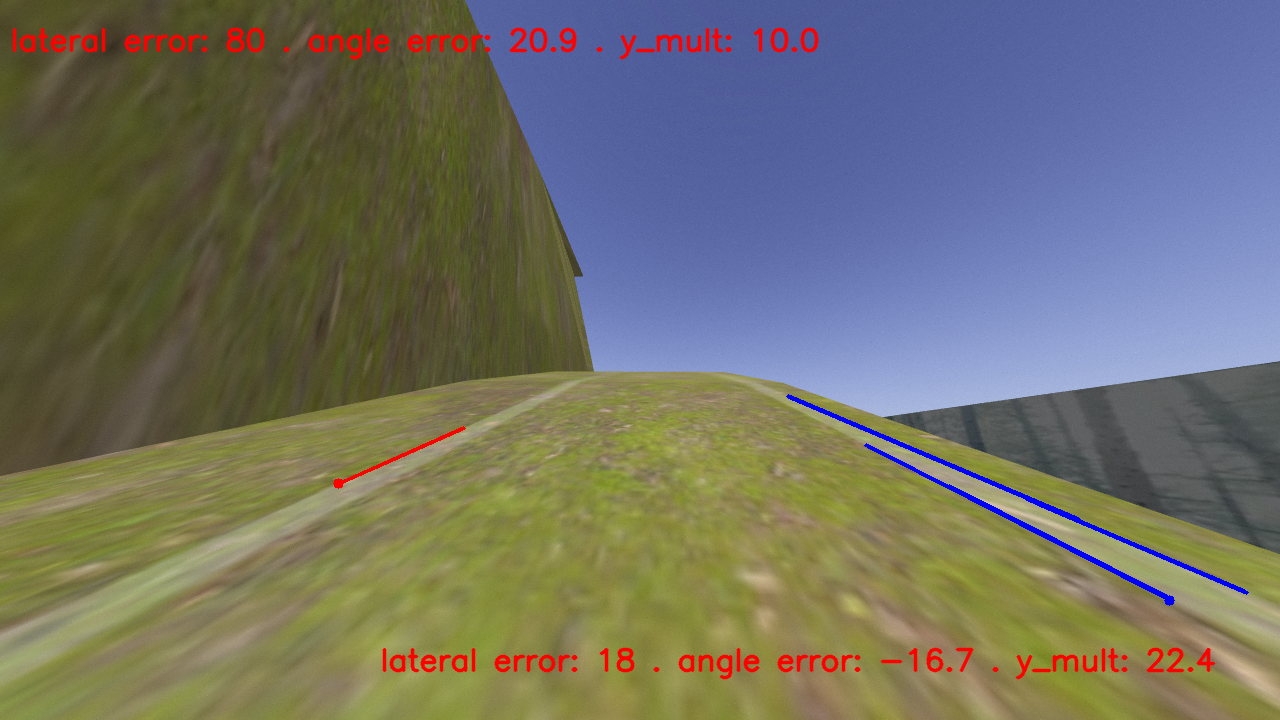 lateral error: 80 . angle error: 20.9 . y_mult: 10.0
lateral error: 18 . angle error: -16.7 . y_mult: 22.4